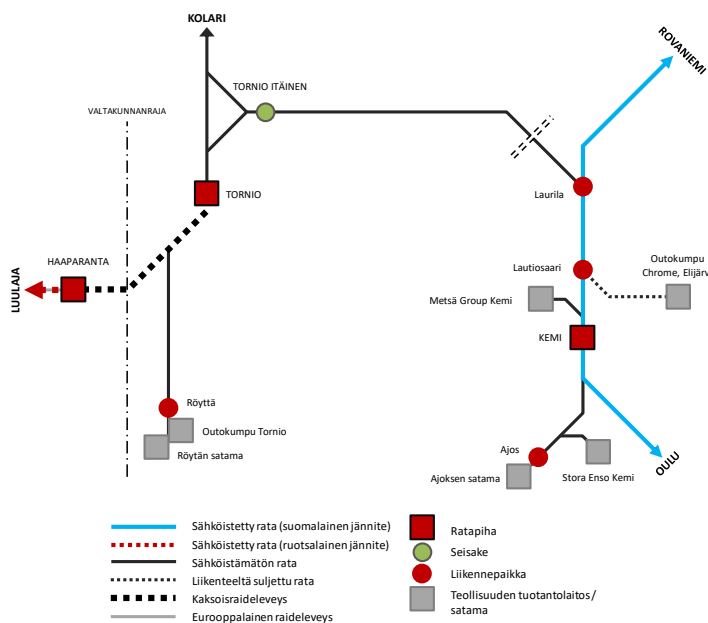 KOLARI
ROVANIEMI
TORNIO ITÄINEN
VALTAKUNNANRAJA
TORNIO
Laurila
HAAPARANTA
LUULAJA
Lautiosaari
Outokumpu
Chrome, Elijärvi
Metsä Group Kemi
KEMI
Röyttä
Outokumpu Tornio
Röytän satama
Ajos
Ajoksen satama
Stora Enso Kemi
OULU
Sähköistetty rata (suomalainen jännite)
Sähköistetty rata (ruotsalainen jännite)
Sähköistämätön rata
Liikenteeltä suljettu rata
Kaksoisraideleveys
Eurooppalainen raideleveys
Ratapiha
Seisake
Liikennepaikka
Teollisuuden tuotantolaitos/
satama